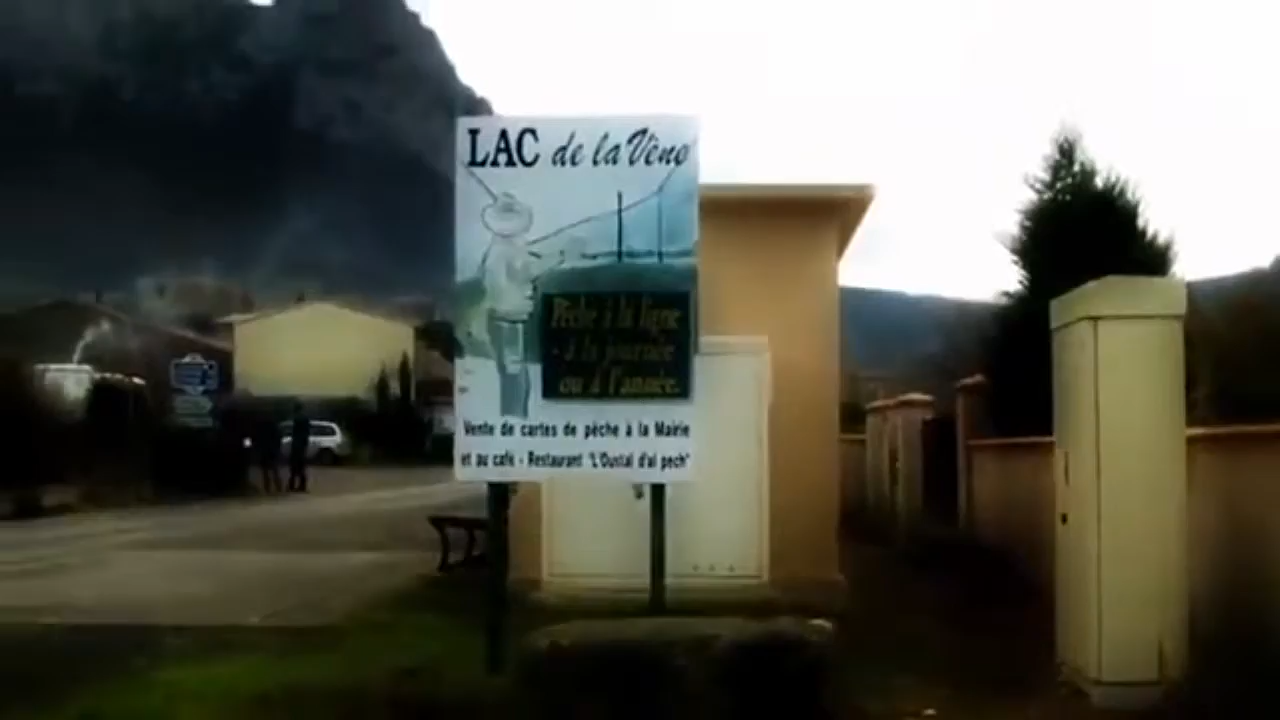 LAC de la Vène
Pêche à la ligne
- à la journée
ou à l'année.
Vente de cartes de pêche à la Mairie
et au café - Restaurant "L'Oustal d'al pech"